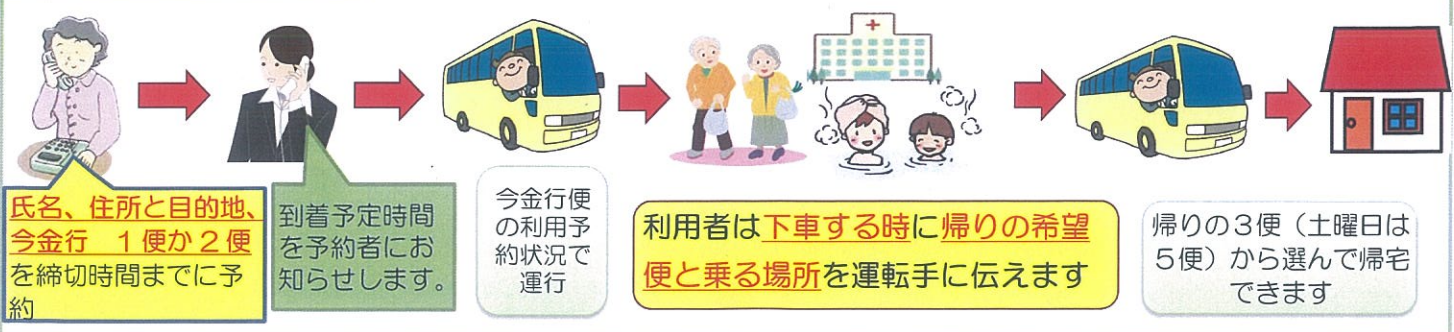 氏名、住所と目的地、
今金行　１便か２便
を締切時間までに予
約
到着予定時間
を予約者にお
知らせします。
今金行便
の利用予
約状況で
運行
利用者は下車する時に帰りの希望
便と乗る場所を運転手に伝えます
帰りの３便（土曜日は
５便）から選んで帰宅
できます